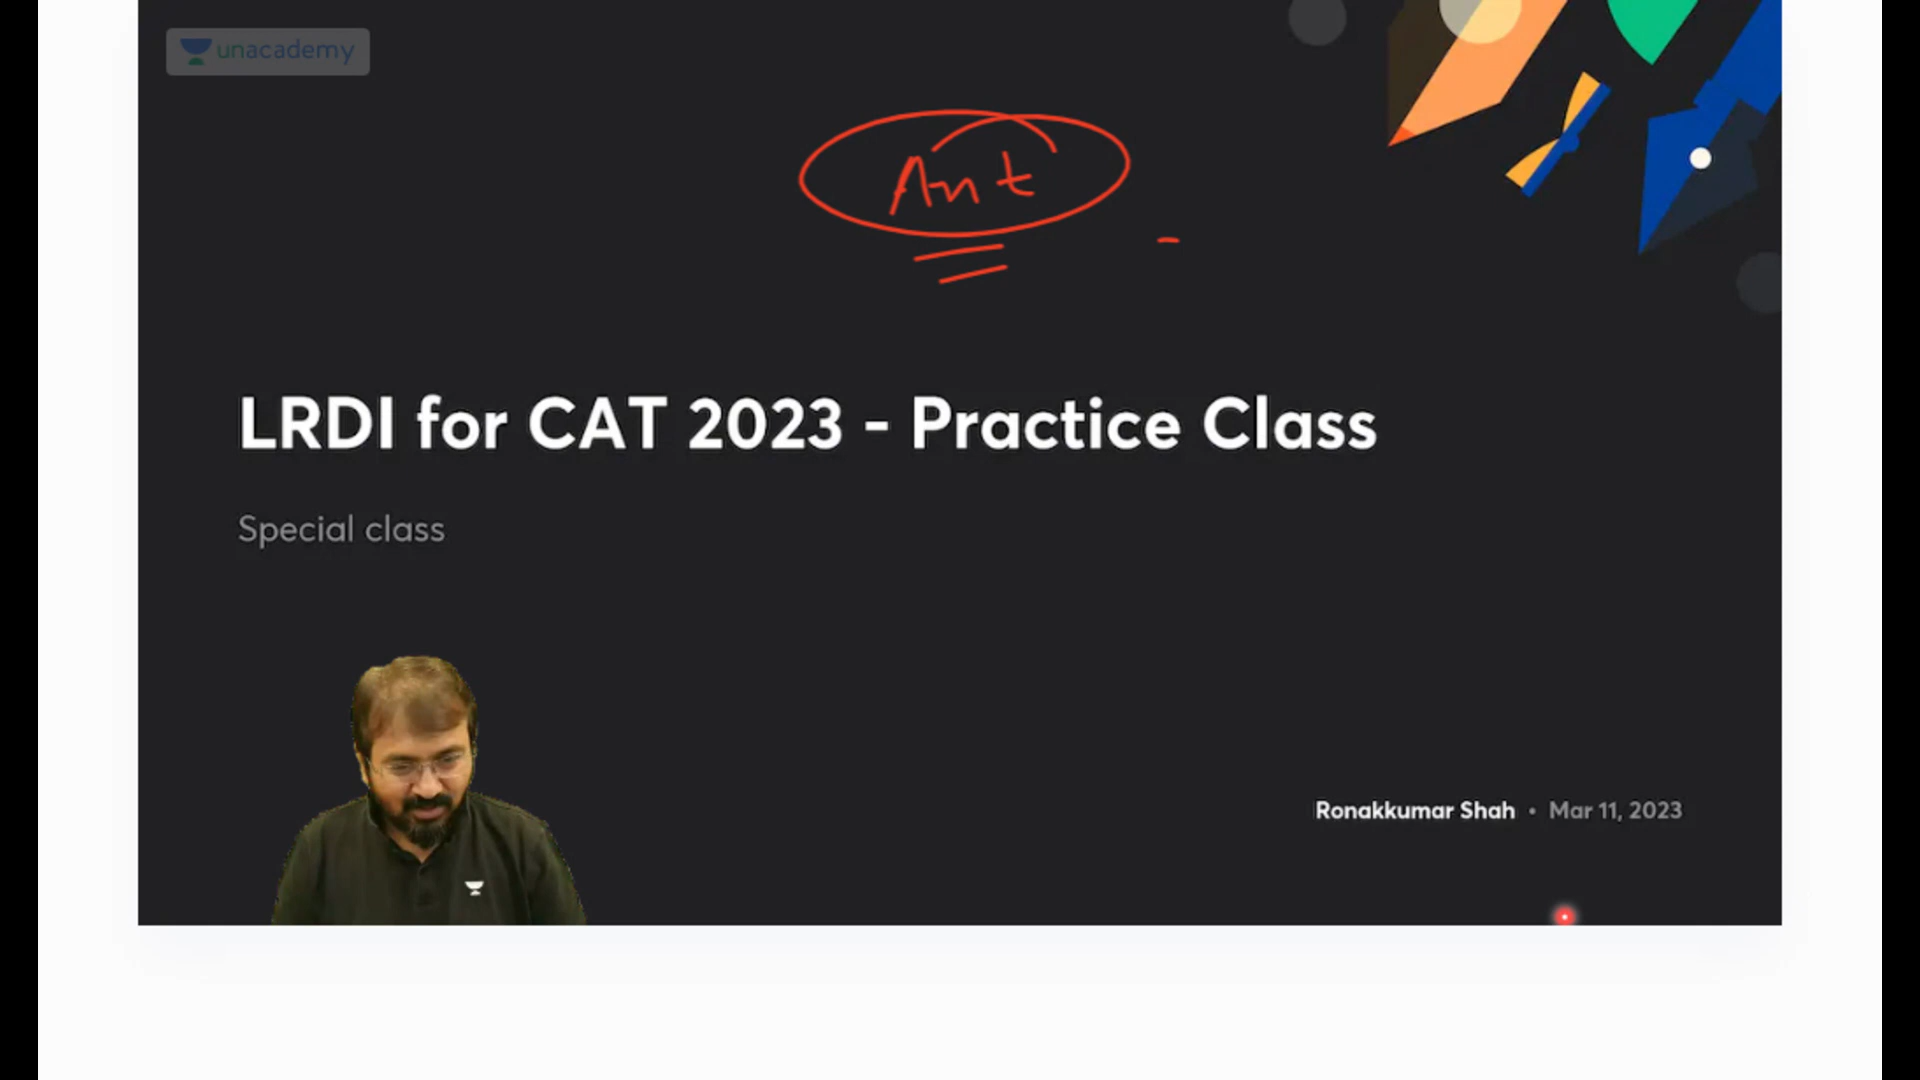 unacademy
Ant
LRDI for CAT 2023 - Practice Class
Special class
Ronakkumar Shah • Mar 11, 2023